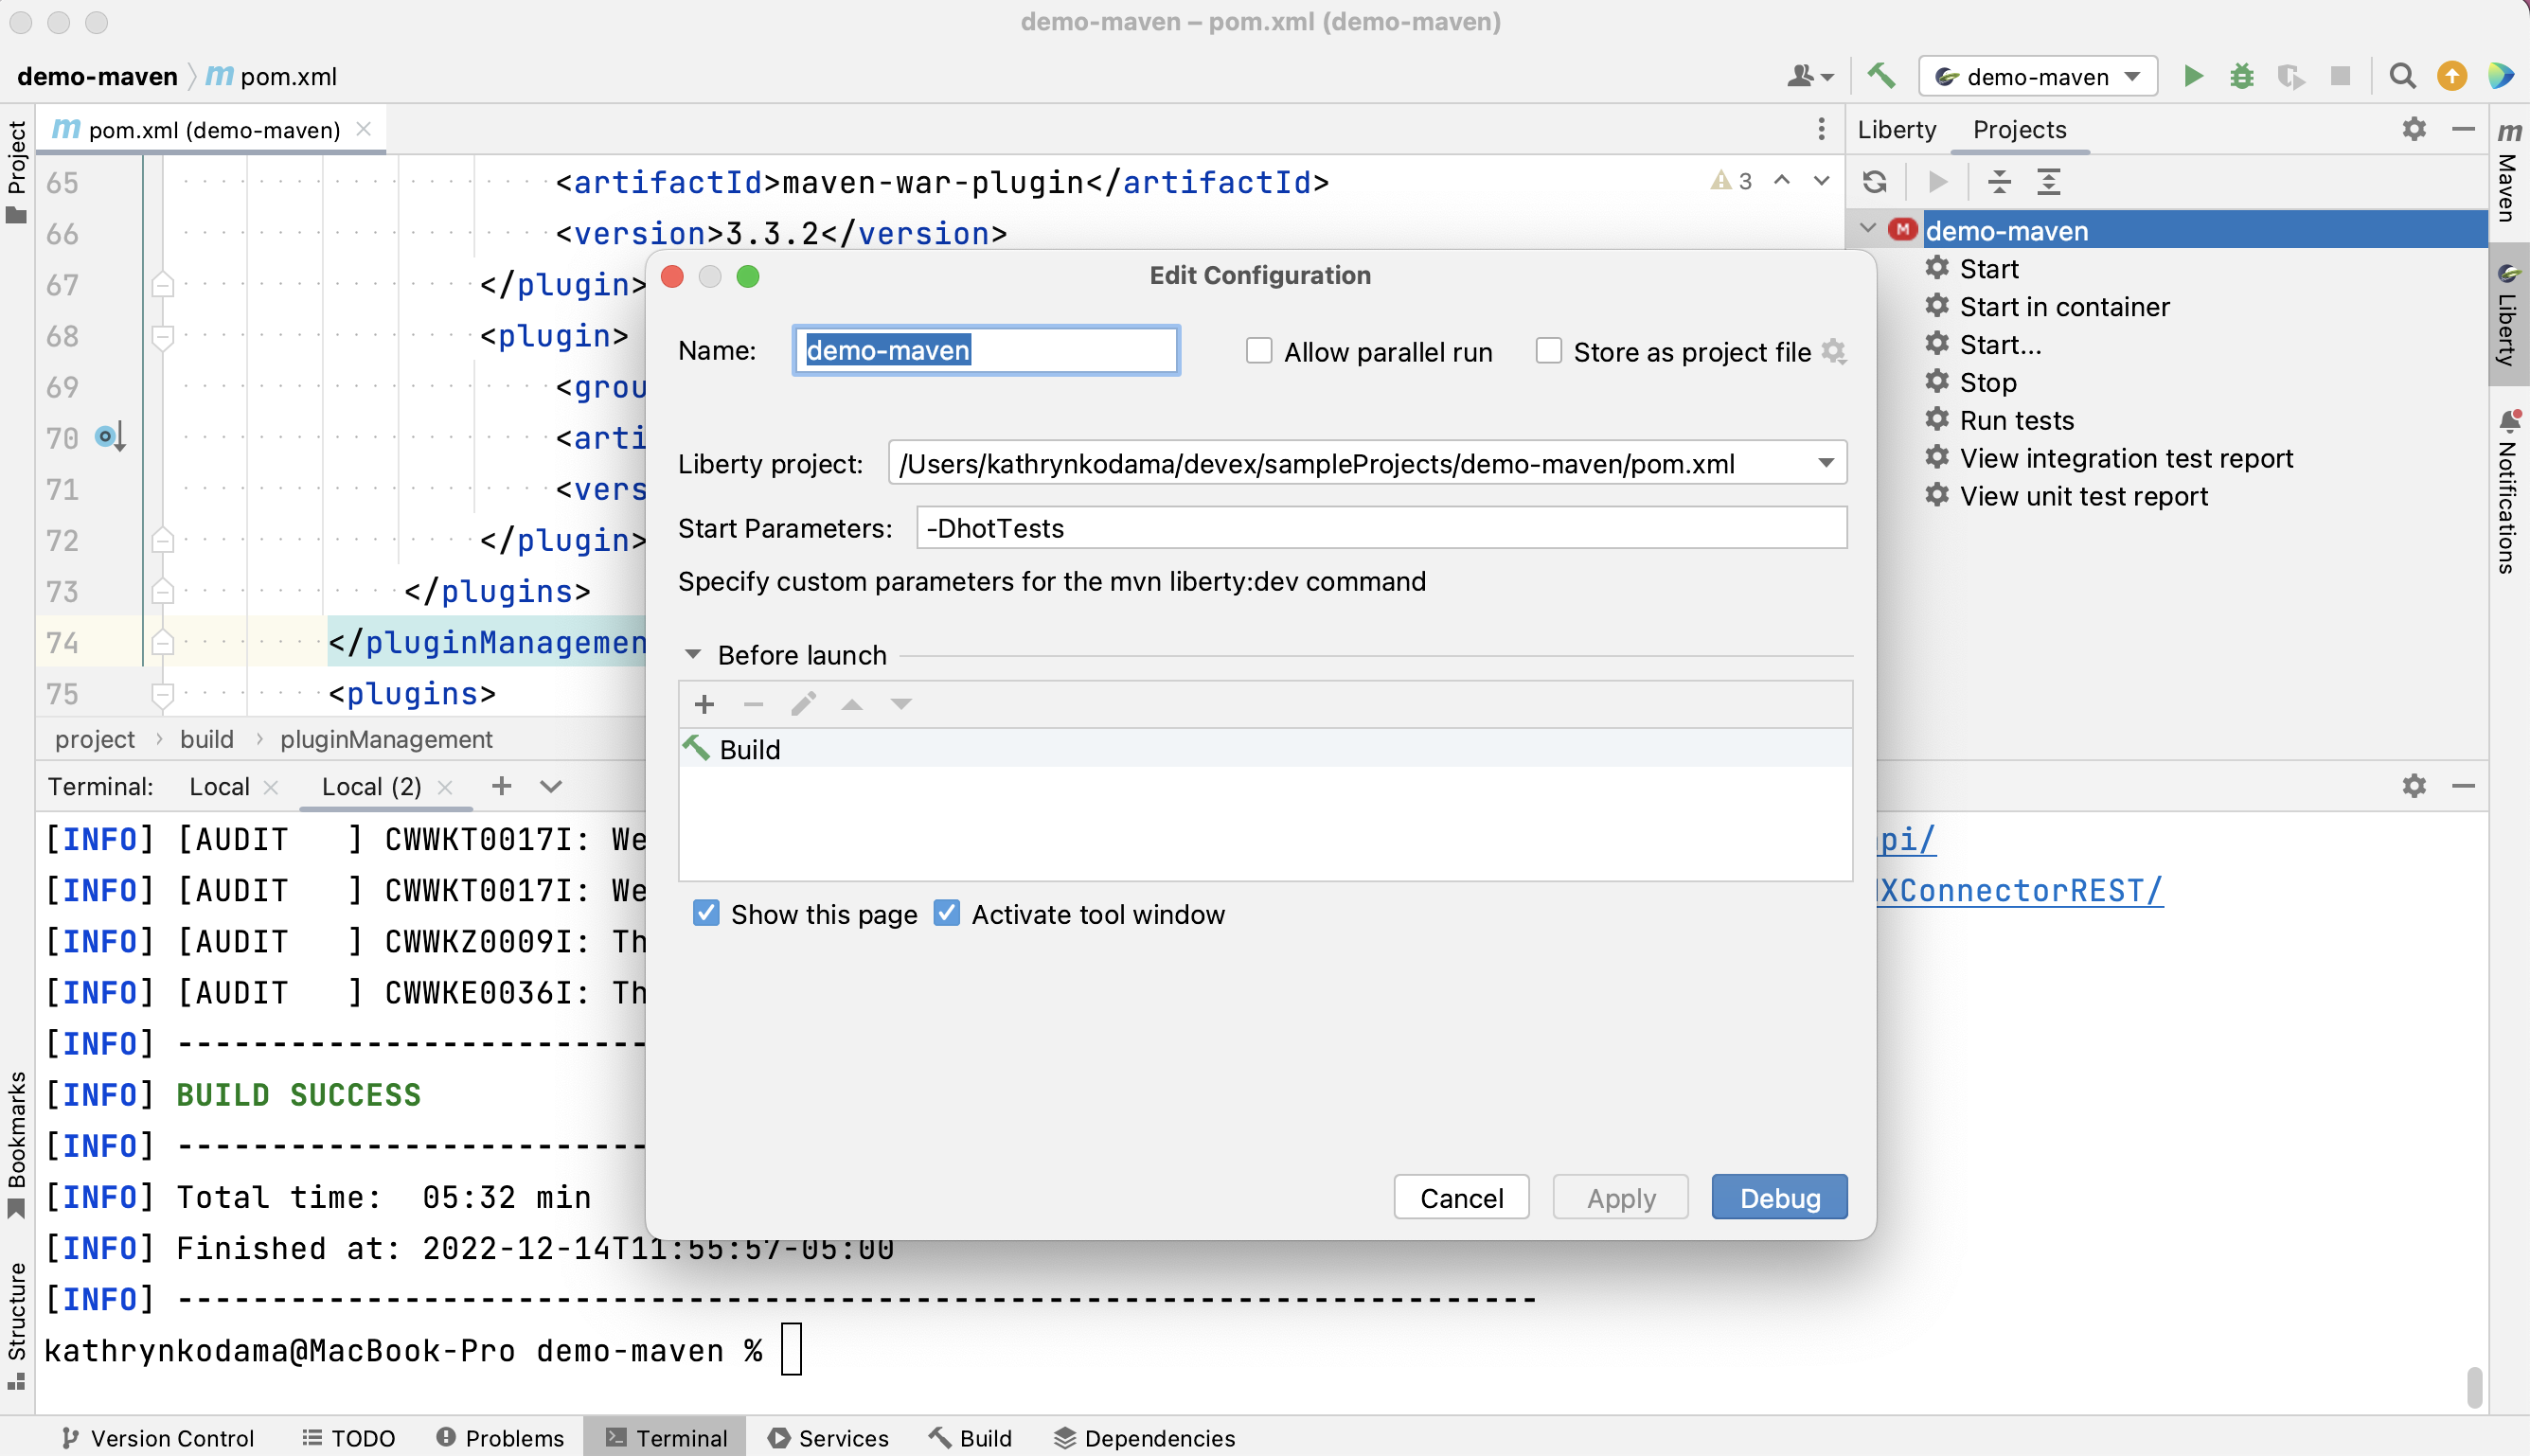 demo-maven – pom.xml (demo-maven)
demo-maven
m pom.xml
demo-maven
Project
m pom.xml (demo-maven)
65 <artifactId>maven-war-plugin</artifactId>
3
66 <version>3.3.2</version>
67 </plugin>
68 <plugin>
69 <grou
70 <arti
71 <vers
72 </plugin>
73 </plugins>
74 </pluginManagemen
75 <plugins>
project › build › pluginManagement
Liberty
Projects
M demo-maven
Start
Start in container
Start...
Stop
Run tests
View integration test report
View unit test report
m Maven
Liberty
Notifications
Edit Configuration
Name: demo-maven
Allow parallel run
Store as project file
Liberty project: /Users/kathrynkodama/devex/sampleProjects/demo-maven/pom.xml
Start Parameters: -DhotTests
Specify custom parameters for the mvn liberty:dev command
Before launch
Build
Show this page
Activate tool window
Cancel
Apply
Debug
Terminal: Local Local (2)
[INFO] [AUDIT   ] CWWKT0017I: We
pi/
[INFO] [AUDIT   ] CWWKT0017I: We
XConnectorREST/
[INFO] [AUDIT   ] CWWKZ0009I: Th
[INFO] [AUDIT   ] CWWKE0036I: Th
[INFO] -------------------------
[INFO] BUILD SUCCESS
[INFO] -------------------------
[INFO] Total time:  05:32 min
[INFO] Finished at: 2022-12-14T11:55:57-05:00
[INFO] ------------------------------------------------------------------------
kathrynkodama@MacBook-Pro demo-maven %
Bookmarks
Structure
Version Control
TODO
Problems
Terminal
Services
Build
Dependencies